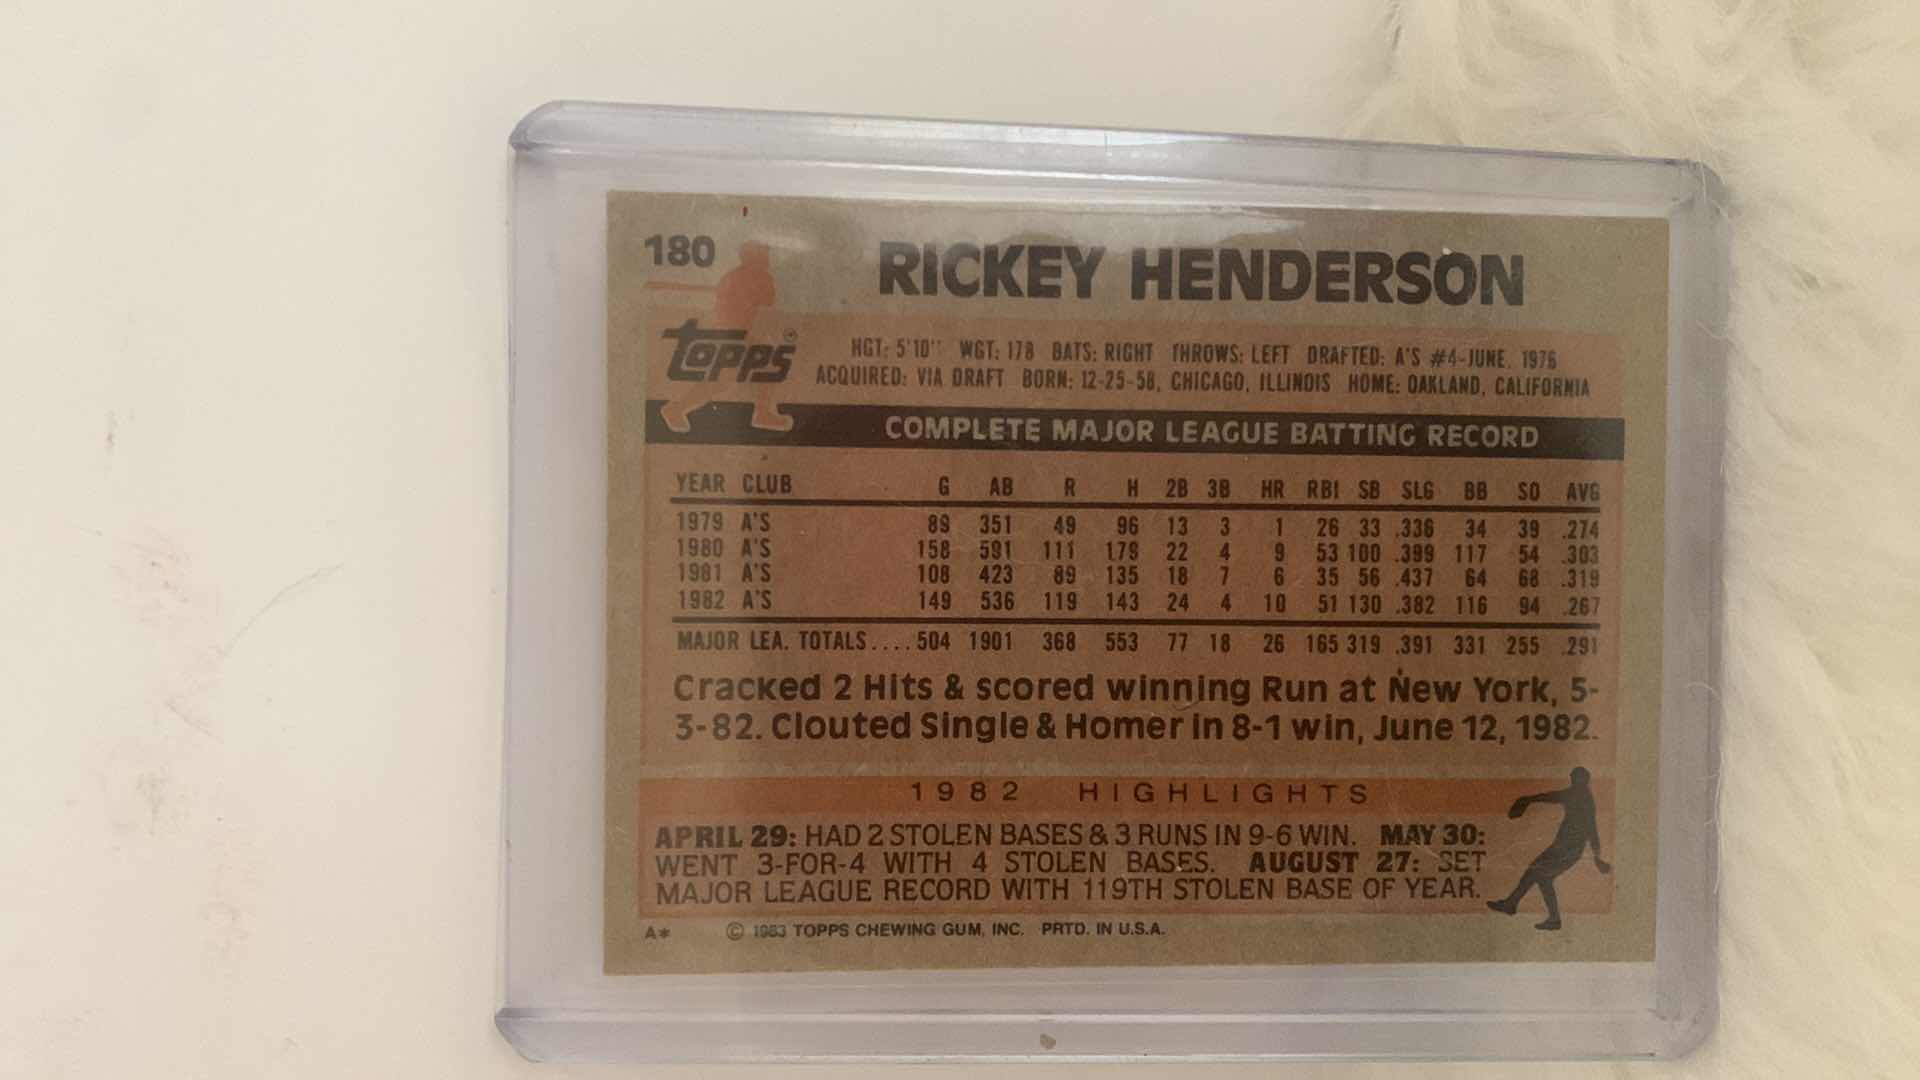 180
RICKEY HENDERSON
Topps®
HGT: 5'10" WGT: 178 BATS: RIGHT THROWS: LEFT DRAFTED: A'S #4-JUNE, 1976
ACQUIRED: VIA DRAFT BORN: 12-25-58, CHICAGO, ILLINOIS HOME: OAKLAND, CALIFORNIA
COMPLETE MAJOR LEAGUE BATTING RECORD
YEAR CLUB G AB R H 2B 3B HR RBI SB SLG BB SO AVG
1979 A'S 89 351 49 96 13 3 1 26 33 .336 34 39 .274
1980 A'S 158 591 111 179 22 4 9 53 100 .399 117 54 .303
1981 A'S 108 423 89 135 18 7 6 35 56 .437 64 68 .319
1982 A'S 149 536 119 143 24 4 10 51 130 .382 116 94 .267
MAJOR LEA. TOTALS.... 504 1901 368 553 77 18 26 165 319 .391 331 255 .291
Cracked 2 Hits & scored winning Run at New York, 5-
3-82. Clouted Single & Homer in 8-1 win, June 12, 1982.
1982 HIGHLIGHTS
APRIL 29: HAD 2 STOLEN BASES & 3 RUNS IN 9-6 WIN. MAY 30:
WENT 3-FOR-4 WITH 4 STOLEN BASES. AUGUST 27: SET
MAJOR LEAGUE RECORD WITH 119TH STOLEN BASE OF YEAR.
A* © 1983 TOPPS CHEWING GUM, INC. PRTD. IN U.S.A.